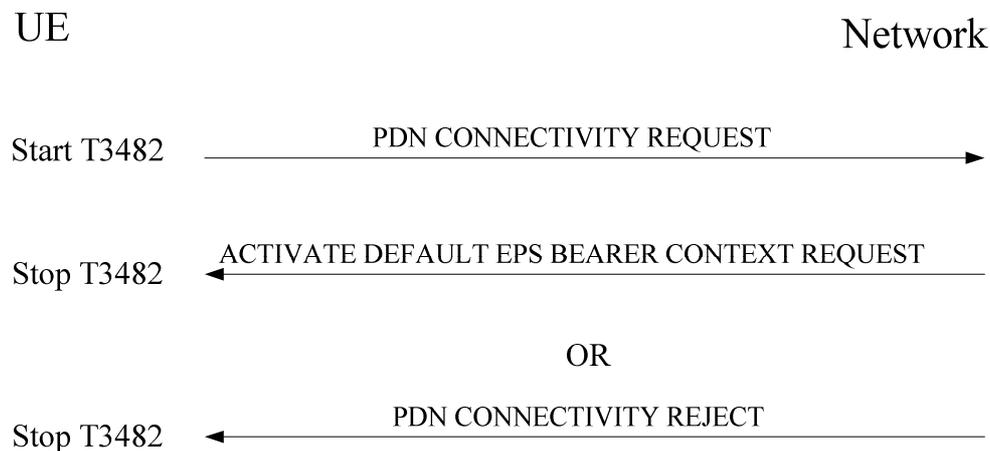 UE
Network
Start T3482
PDN CONNECTIVITY REQUEST
Stop T3482
ACTIVATE DEFAULT EPS BEARER CONTEXT REQUEST
OR
Stop T3482
PDN CONNECTIVITY REJECT